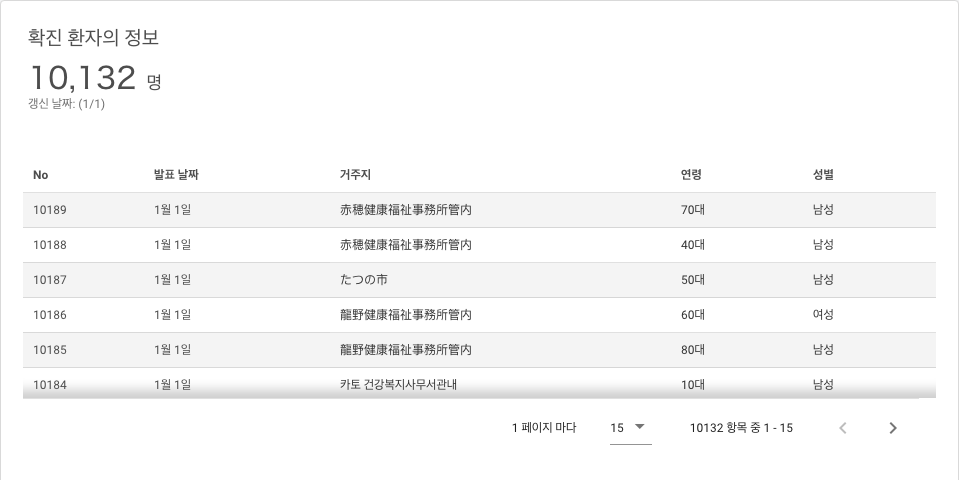 확진 환자의 정보
10,132 명
갱신 날짜: (1/1)
No 발표 날짜 거주지 연령 성별
10189 1월 1일 赤穂健康福祉事務所管内 70대 남성
10188 1월 1일 赤穂健康福祉事務所管内 40대 남성
10187 1월 1일 たつの市 50대 남성
10186 1월 1일 龍野健康福祉事務所管内 60대 여성
10185 1월 1일 龍野健康福祉事務所管内 80대 남성
10184 1월 1일 카토 건강복지사무서관내 10대 남성
1 페이지 마다 15 10132 항목 중 1 - 15